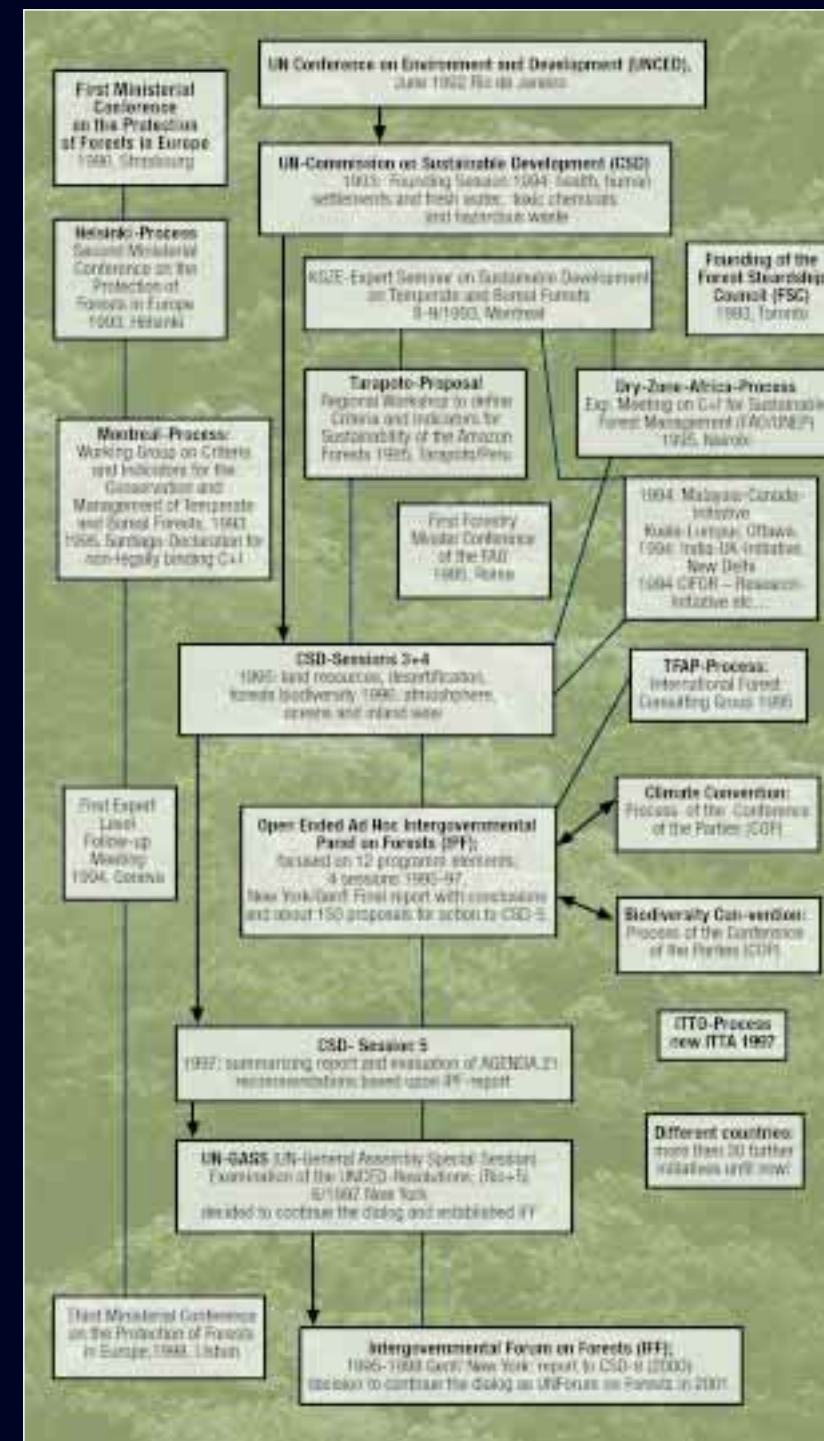 UN Conference on Environment and Development (UNCED),
June 1992 Rio de Janeiro
First Ministerial
Conference
on the Protection
of Forests in Europe
1990, Strasbourg
UN-Commission on Sustainable Development (CSD)
1993: Founding Session 1994: health, human
settlements and fresh water, toxic chemicals
and hazardous waste
Helsinki-Process
Second Ministerial
Conference on the
Protection of
Forests in Europe
1993, Helsinki
Expert Seminar on Sustainable Development
on Temperate and Boreal Forests
1993, Montreal
Founding of the
Forest Steardship
Council (FSC)
1993, Toronto
Tarapoto-Proposal
Regional Workshop to define
Criteria and Indicators for
Sustainability of the Amazon
Forests 1995, Tarapoto/Peru
Dry-Zone-Africa-Process
Exp. Meeting on C+I for Sustainable
Forest Management (FAO/UNEP)
1995, Nairobi
Montreal-Process:
Working Group on Criteria
and Indicators for the
Conservation and
Management of Temperate
and Boreal Forests, 1993
1995, Santiago-Declaration for
non-legally binding C+I
First Forestry
Minister Conference
of the FAO
1995, Rome
1994: Malaysia-Canada-
Initiative
Kuala-Lumpur, Ottawa,
1994: India-UK-Initiative,
New Delhi
1994 CIFOR – Research-
Initiative etc...
CSD-Sessions 3+4
1995: land resources, desertification,
forests biodiversity 1996: atmoshphere,
oceans and inland
TFAP-Process:
International Forest
Consulting Group 1995
First Expert
Level
Follow-up
Meeting
1994, Geneva
Open Ended Ad Hoc Intergovernmental
Panel on Forests (IPF);
focused on 12 programme elements,
4 sessions 1995-97,
New York/Genf: Final report with conclusions
and about 150 proposals for action to CSD-5.
Climate Convention:
Process of the Conference
of the Parties (COP)
Biodiversity Con-vention:
Process of the Conference
of the Parties (COP)
CSD- Session 5
1997: summarizing report and evaluation of AGENDA 21
recommendations based upon IPF-report
ITTO-Process
new ITTA 1997
UN-GASS (UN-General Assembly Special Session)
Examination of the UNCED-Resolutions; (Rio+5)
6/1997 New York
decided to continue the dialog and established IFF
Different countries:
more than 30 further
initiatives until now!
Third Ministerial Conference
on the Protection of Forests
in Europe,1998, Lisbon
Intergovernmental Forum on Forests (IFF);
Genf/ New York: report to CSD-8 (2000)
decision to continue the dialog as UNForum on Forests in 2001